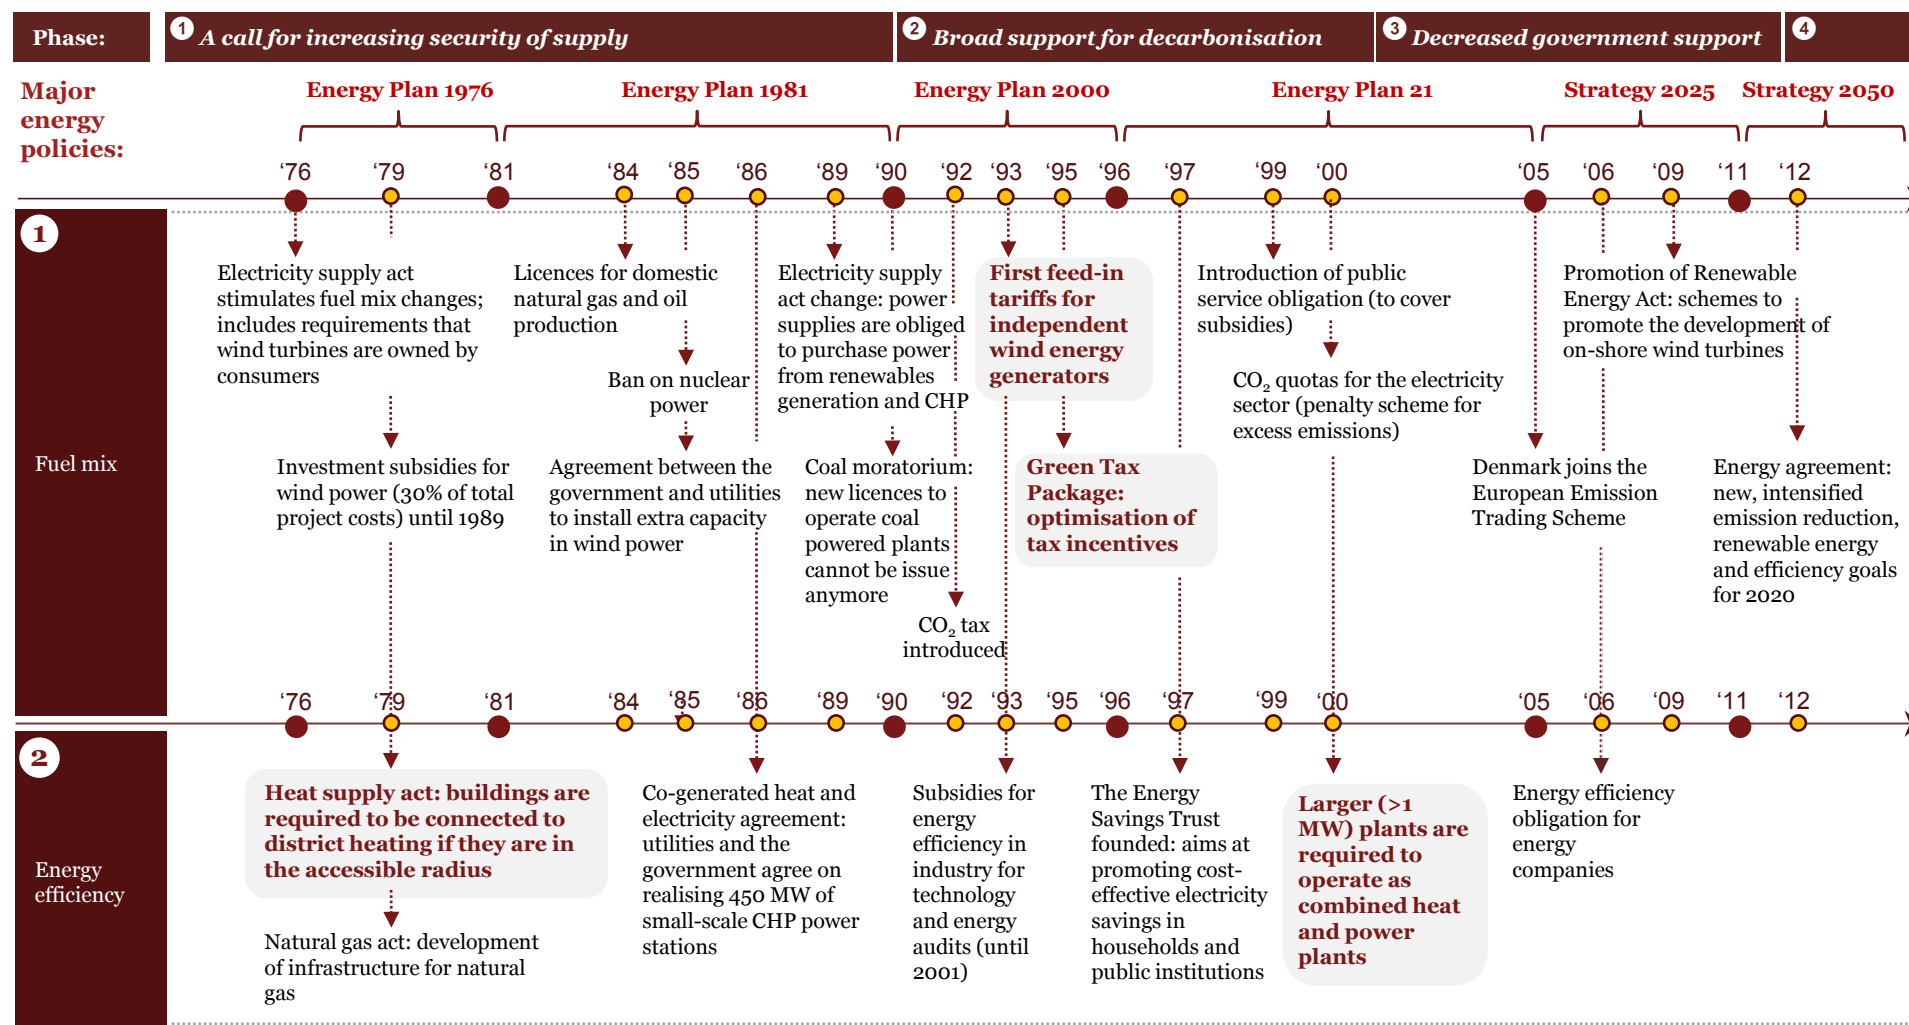 Phase:
1 A call for increasing security of supply
2 Broad support for decarbonisation
3 Decreased government support
4
Major
energy
policies:
Energy Plan 1976
Energy Plan 1981
Energy Plan 2000
Energy Plan 21
Strategy 2025
Strategy 2050
‘76 ‘79 ‘81 ‘84 ‘85 ‘86 ‘89 ‘90 ‘92 ‘93 ‘95 ‘96 ‘97 ‘99 ‘00 ‘05 ‘06 ‘09 ‘11 ‘12
1
Fuel mix
Electricity supply act
stimulates fuel mix changes;
includes requirements that
wind turbines are owned by
consumers
Investment subsidies for
wind power (30% of total
project costs) until 1989
Licences for domestic
natural gas and oil
production
Ban on nuclear
power
Agreement between the
government and utilities
to install extra capacity
in wind power
Electricity supply
act change: power
supplies are obliged
to purchase power
from renewables
generation and CHP
Coal moratorium:
new licences to
operate coal
powered plants
cannot be issue
anymore
CO₂ tax
introduced
First feed-in
tariffs for
independent
wind energy
generators
Green Tax
Package:
optimisation of
tax incentives
Introduction of public
service obligation (to cover
subsidies)
CO₂ quotas for the electricity
sector (penalty scheme for
excess emissions)
Denmark joins the
European Emission
Trading Scheme
Promotion of Renewable
Energy Act: schemes to
promote the development of
on-shore wind turbines
Energy agreement:
new, intensified
emission reduction,
renewable energy
and efficiency goals
for 2020
‘76 ‘79 ‘81 ‘84 ‘85 ‘86 ‘89 ‘90 ‘92 ‘93 ‘95 ‘96 ‘97 ‘99 ‘00 ‘05 ‘06 ‘09 ‘11 ‘12
2
Energy
efficiency
Heat supply act: buildings are
required to be connected to
district heating if they are in
the accessible radius
Natural gas act: development
of infrastructure for natural
gas
Co-generated heat and
electricity agreement:
utilities and the
government agree on
realising 450 MW of
small-scale CHP power
stations
Subsidies for
energy
efficiency in
industry for
technology
and energy
audits (until
2001)
The Energy
Savings Trust
founded: aims at
promoting cost-
effective electricity
savings in
households and
public institutions
Larger (>1
MW) plants are
required to
operate as
combined heat
and power
plants
Energy efficiency
obligation for
energy
companies